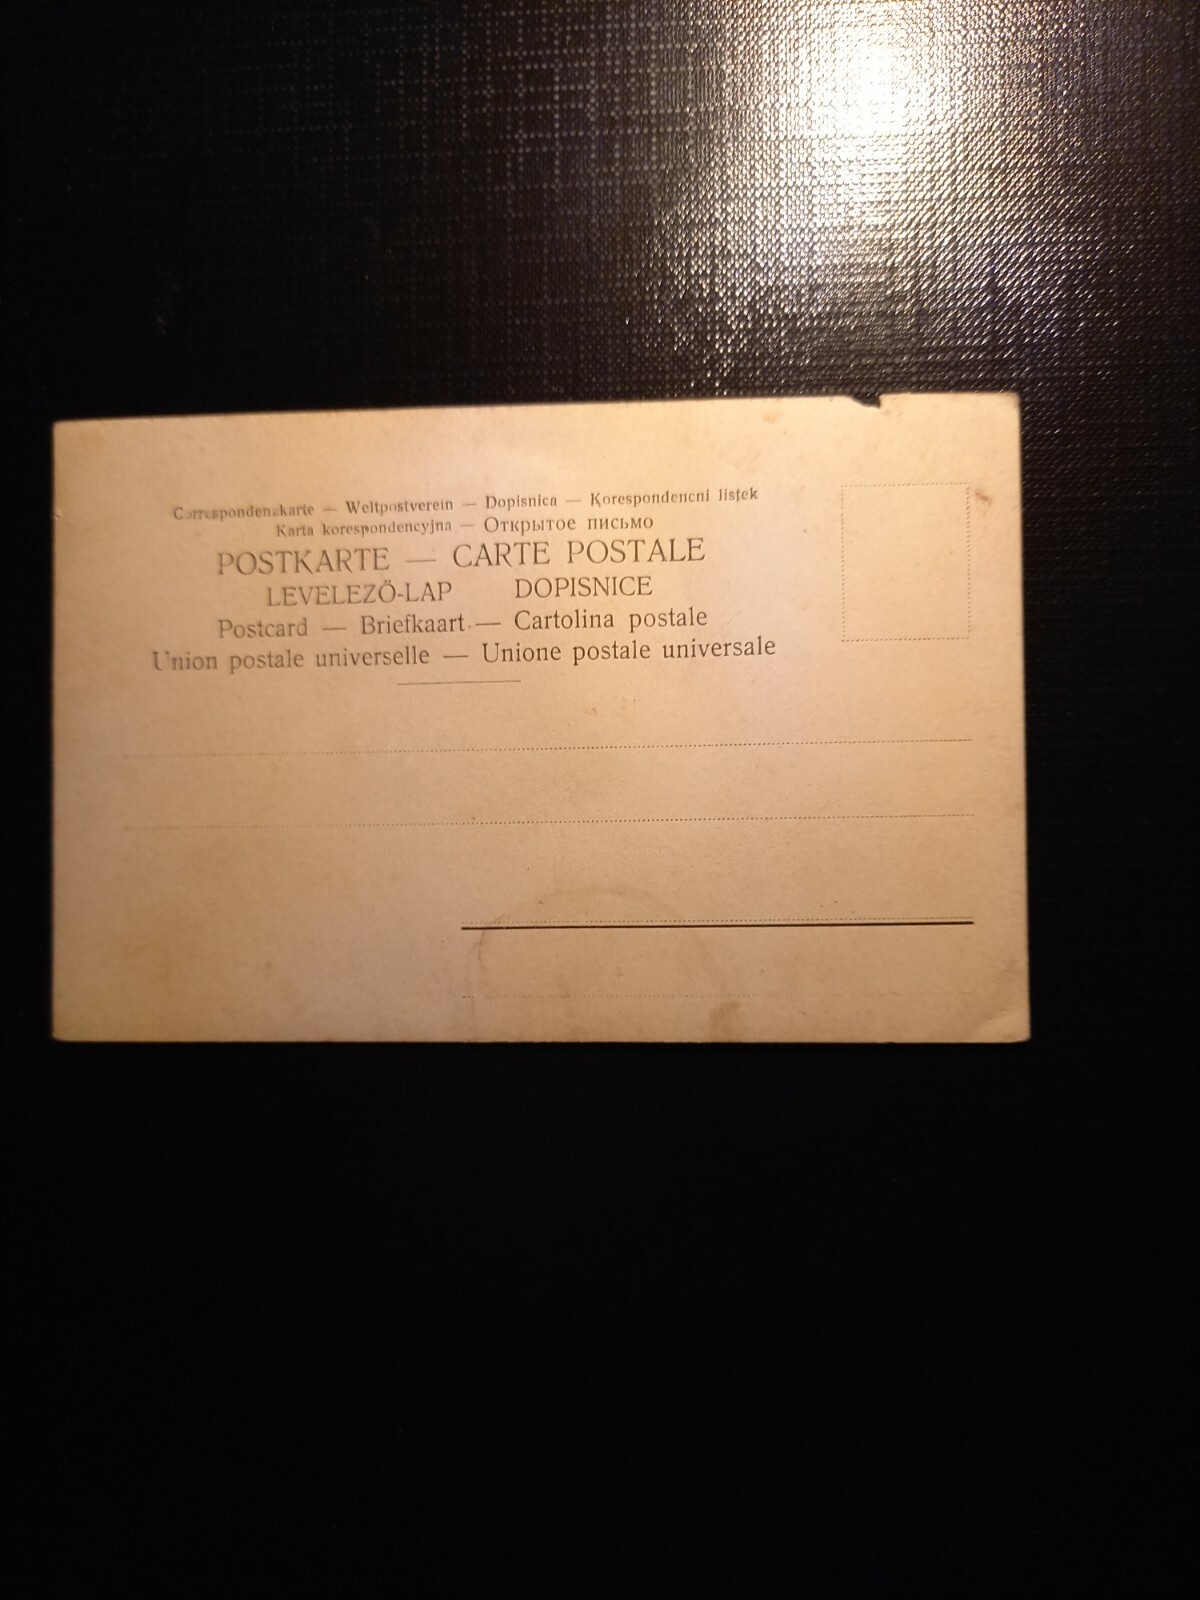 Correspondenzkarte — Weltpostverein — Dopisnica — Korespondencni listek
Karta korespondencyjna — Открытое письмо
POSTKARTE — CARTE POSTALE
LEVELEZŐ-LAP DOPISNICE
Postcard — Briefkaart — Cartolina postale
Union postale universelle — Unione postale universale